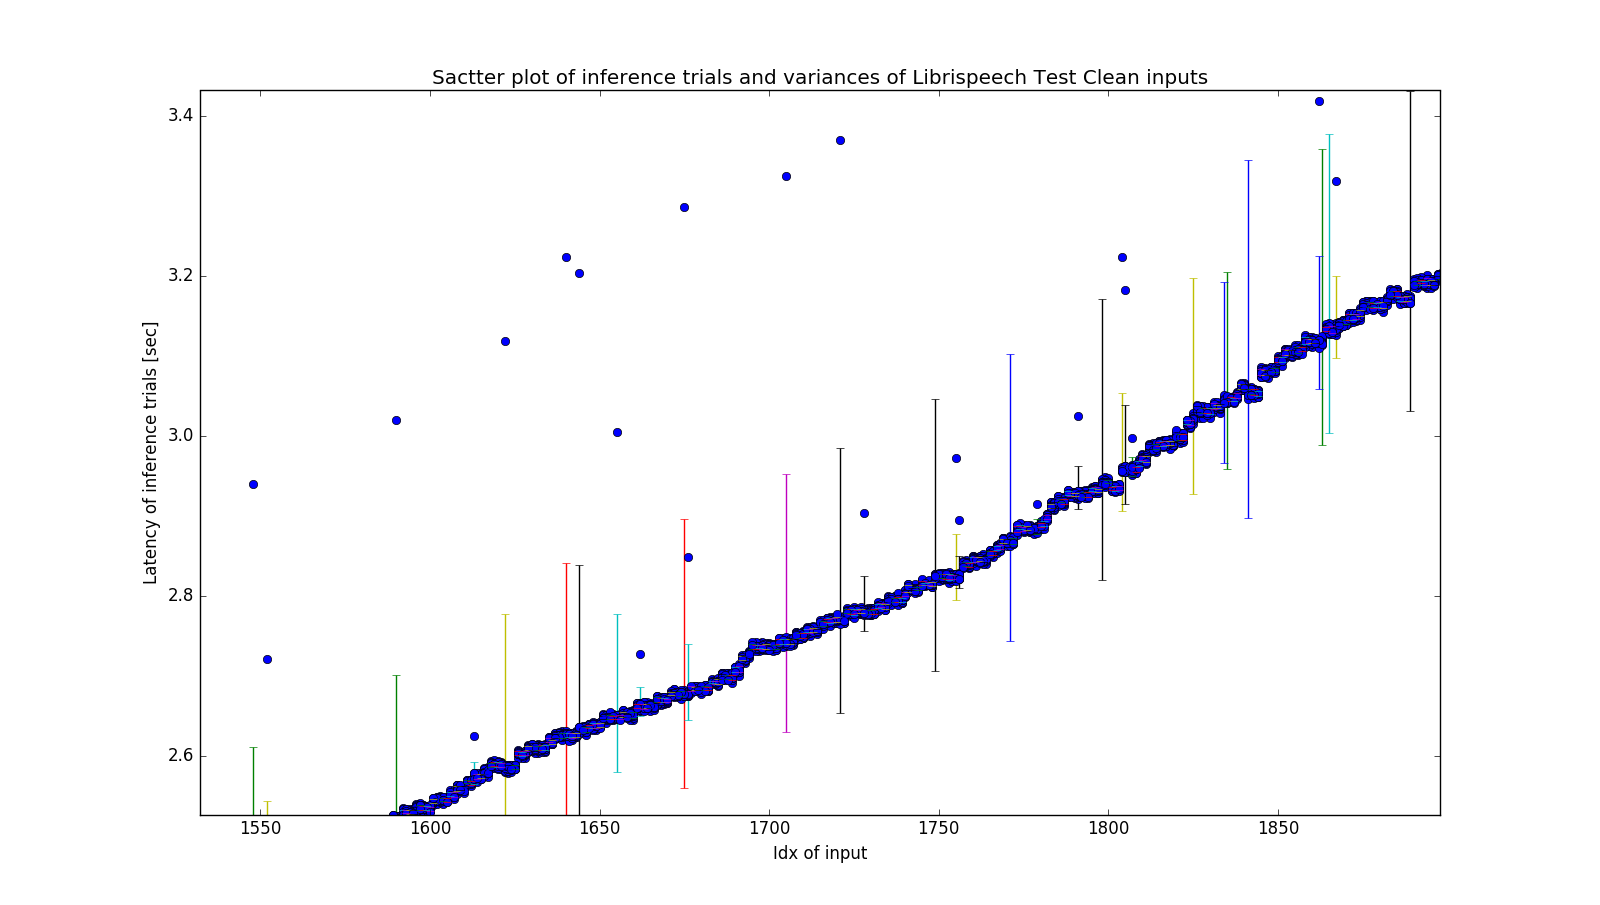 Sactter plot of inference trials and variances of Librispeech Test Clean inputs
Latency of inference trials [sec]
3.4
3.2
3.0
2.8
2.6
1550 1600 1650 1700 1750 1800 1850
Idx of input